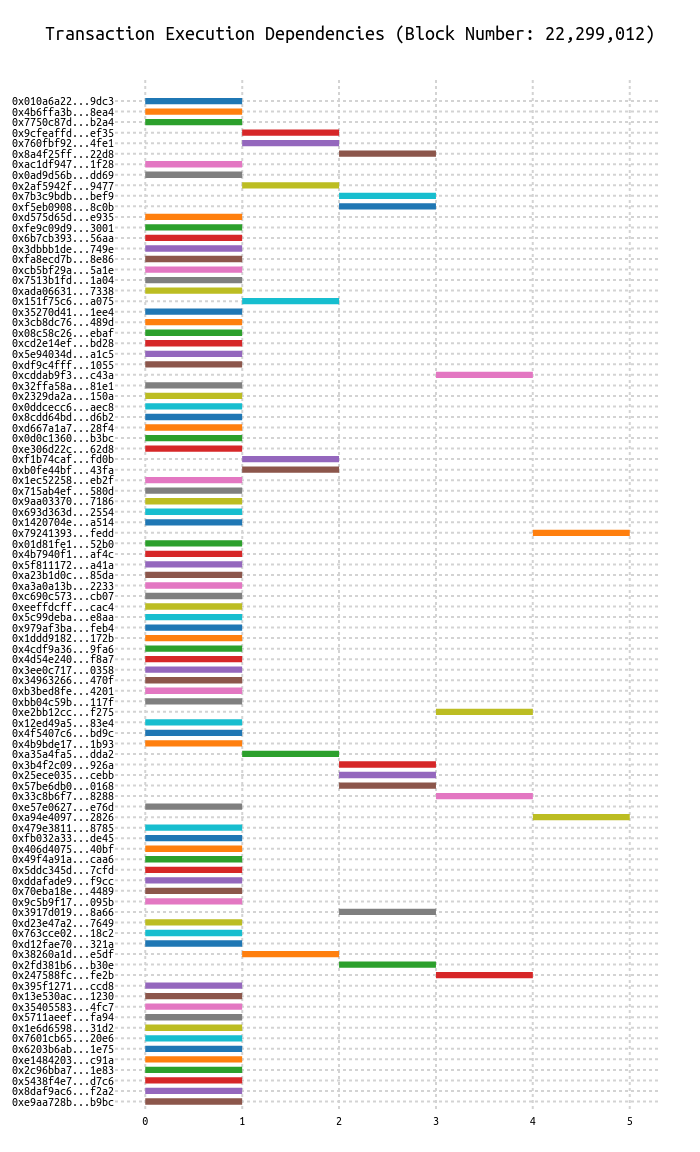 Transaction Execution Dependencies (Block Number: 22,299,012)
0x010a6a22...9dc3
0x4b6ffa3b...8ea4
0x7750c87d...b2a4
0x9cfeaffd...ef35
0x760fbf92...4fe1
0x8a4f25ff...22d8
0xac1df947...1f28
0x0ad9d56b...dd69
0x2af5942f...9477
0x7b3c9bdb...bef9
0xf5eb0908...8c0b
0xd575d65d...e935
0xfe9c09d9...3001
0x6b7cb393...56aa
0x3dbbb1de...749e
0xfa8ecd7b...8e86
0xcb5bf29a...5a1e
0x7513b1fd...1a04
0xada06631...7338
0x151f75c6...a075
0x35270d41...1ee4
0x3cb8dc76...489d
0x08c58c26...ebaf
0xcd2e14ef...bd28
0x5e94034d...a1c5
0xdf9c4fff...1055
0xcddab9f3...c43a
0x32ffa58a...81e1
0x2329da2a...150a
0x0ddcecc6...aec8
0x8cdd64bd...d6b2
0xd667a1a7...28f4
0x0d0c1360...b3bc
0xe306d22c...62d8
0xf1b74caf...fd0b
0xb0fe44bf...43fa
0x1ec52258...eb2f
0x715ab4ef...580d
0x9aa03370...7186
0x693d363d...2554
0x1420704e...a514
0x79241393...fedd
0x01d81fe1...52b0
0x4b7940f1...af4c
0x5f811172...a41a
0xa23b1d0c...85da
0xa3a0a13b...2233
0xc690c573...cb07
0xeeffdcff...cac4
0x5c99deba...e8aa
0x979af3ba...feb4
0x1ddd9182...172b
0x4cdf9a36...9fa6
0x4d54e240...f8a7
0x3ee0c717...0358
0x34963266...470f
0xb3bed8fe...4201
0xbb04c59b...117f
0xe2bb12cc...f275
0x12ed49a5...83e4
0x4f5407c6...bd9c
0x4b9bde17...1b93
0xa35a4fa5...dda2
0x3b4f2c09...926a
0x25ece035...cebb
0x57be6db0...0168
0x33c8b6f7...8288
0xe57e0627...e76d
0xa94e4097...2826
0x479e3811...8785
0xfb032a33...de45
0x406d4075...40bf
0x49f4a91a...caa6
0x5ddc345d...7cfd
0xddafade9...f9cc
0x70eba18e...4489
0x9c5b9f17...095b
0x3917d019...8a66
0xd23e47a2...7649
0x763cce02...18c2
0xd12fae70...321a
0x38260a1d...e5df
0x2fd381b6...b30e
0x247588fc...fe2b
0x395f1271...ccd8
0x13e530ac...1230
0x35405583...4fc7
0x5711aeef...fa94
0x1e6d6598...31d2
0x7601cb65...20e6
0x6203b6ab...1e75
0xe1484203...c91a
0x2c96bba7...1e83
0x5438f4e7...d7c6
0x8daf9ac6...f2a2
0xe9aa728b...b9bc
0 1 2 3 4 5